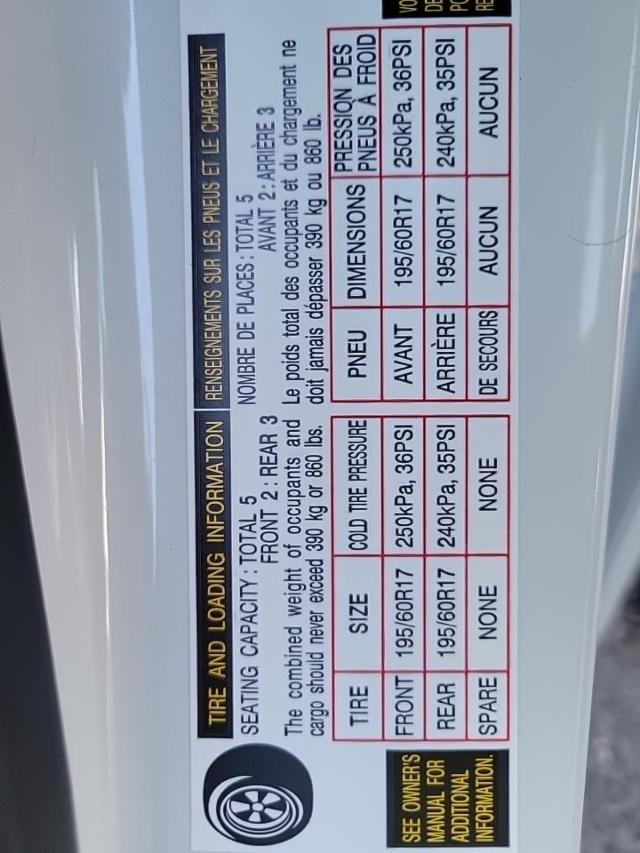 TIRE AND LOADING INFORMATION
SEATING CAPACITY: TOTAL 5
FRONT 2: REAR 3
The combined weight of occupants and
cargo should never exceed 390 kg or 860 lbs.
TIRE SIZE COLD TIRE PRESSURE
FRONT 195/60R17 250kPa, 36PSI
REAR 195/60R17 240kPa, 35PSI
SPARE NONE NONE
SEE OWNER'S
MANUAL FOR
ADDITIONAL
INFORMATION.
RENSEIGNEMENTS SUR LES PNEUS ET LE CHARGEMENT
NOMBRE DE PLACES: TOTAL 5
AVANT 2: ARRIÈRE 3
Le poids total des occupants et du chargement ne
doit jamais dépasser 390 kg ou 860 lb.
PNEU DIMENSIONS PRESSION DES
PNEUS À FROID
AVANT 195/60R17 250kPa, 36PSI
ARRIÈRE 195/60R17 240kPa, 35PSI
DE SECOURS AUCUN AUCUN